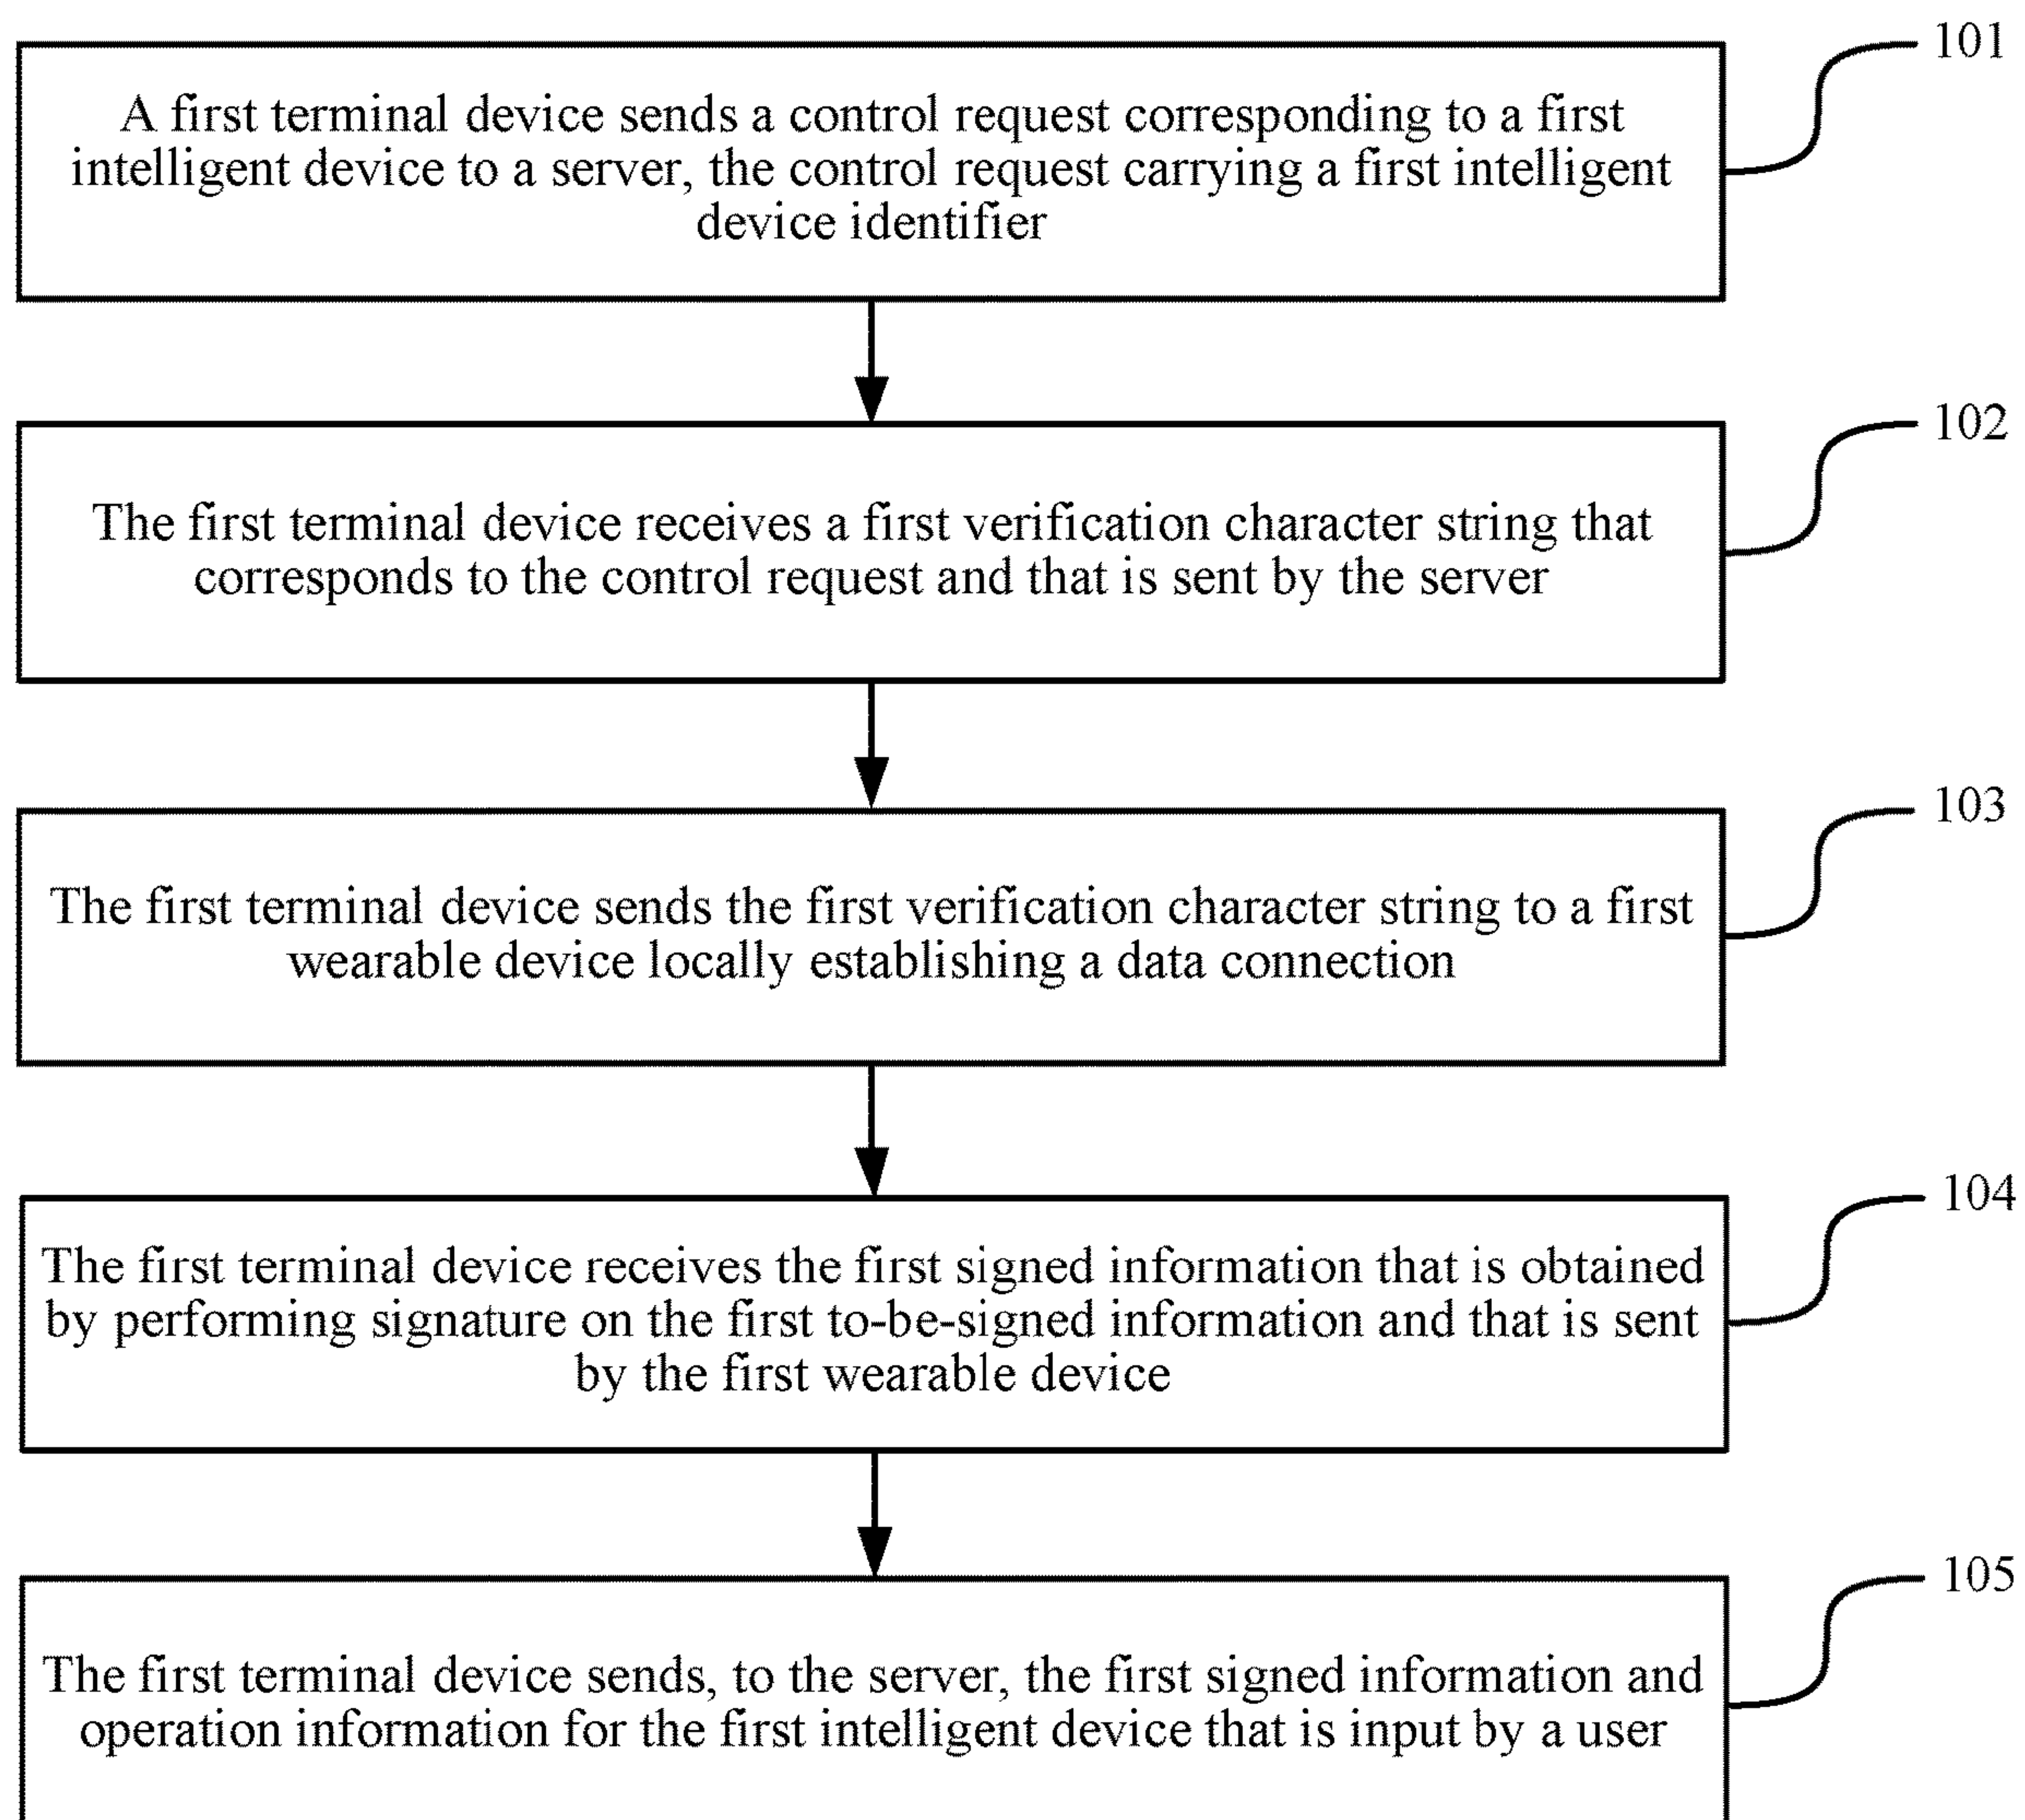 101
A first terminal device sends a control request corresponding to a first
intelligent device to a server, the control request carrying a first intelligent
device identifier
102
The first terminal device receives a first verification character string that
corresponds to the control request and that is sent by the server
103
The first terminal device sends the first verification character string to a first
wearable device locally establishing a data connection
104
The first terminal device receives the first signed information that is obtained
by performing signature on the first to-be-signed information and that is sent
by the first wearable device
105
The first terminal device sends, to the server, the first signed information and
operation information for the first intelligent device that is input by a user